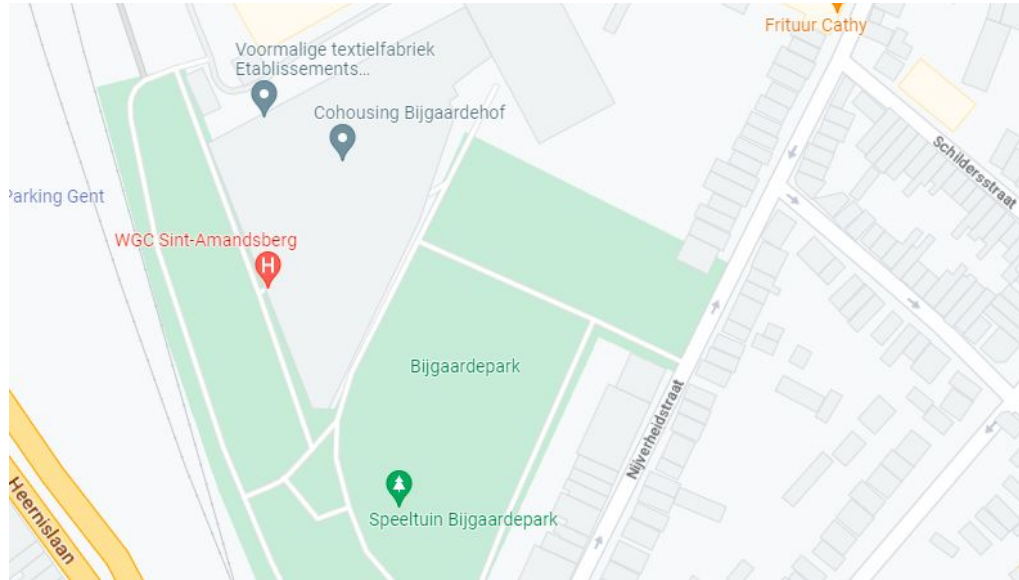 Frituur Cathy
Voormalige textielfabriek
Etablissements...
Cohousing Bijgaardehof
Schildersstraat
Parking Gent
WGC Sint-Amandsberg
H
Bijgaardepark
Nijverheidstraat
Speeltuin Bijgaardepark
Heernislaan